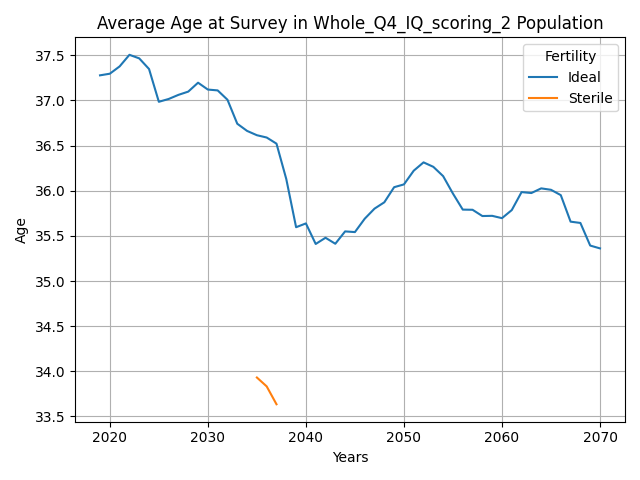 Average Age at Survey in Whole_Q4_IQ_scoring_2 Population
Fertility
Ideal
Sterile
37.5
37.0
36.5
36.0
35.5
35.0
34.5
34.0
33.5
Age
2020
2030
2040
2050
2060
2070
Years